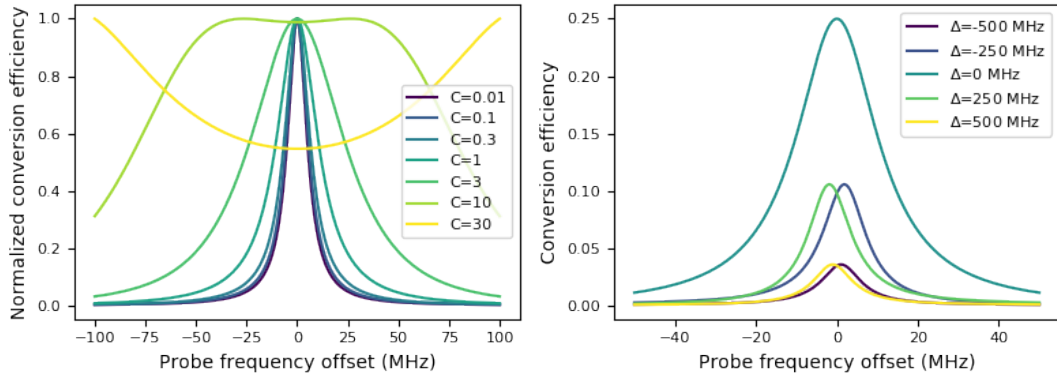 Normalized conversion efficiency
1.0
0.8
0.6
0.4
0.2
0.0
−100
−75
−50
−25
0
25
50
75
100
Probe frequency offset (MHz)
C=0.01
C=0.1
C=0.3
C=1
C=3
C=10
C=30
Conversion efficiency
0.25
0.20
0.15
0.10
0.05
0.00
−40
−20
0
20
40
Probe frequency offset (MHz)
Δ=-500 MHz
Δ=-250 MHz
Δ=0 MHz
Δ=250 MHz
Δ=500 MHz